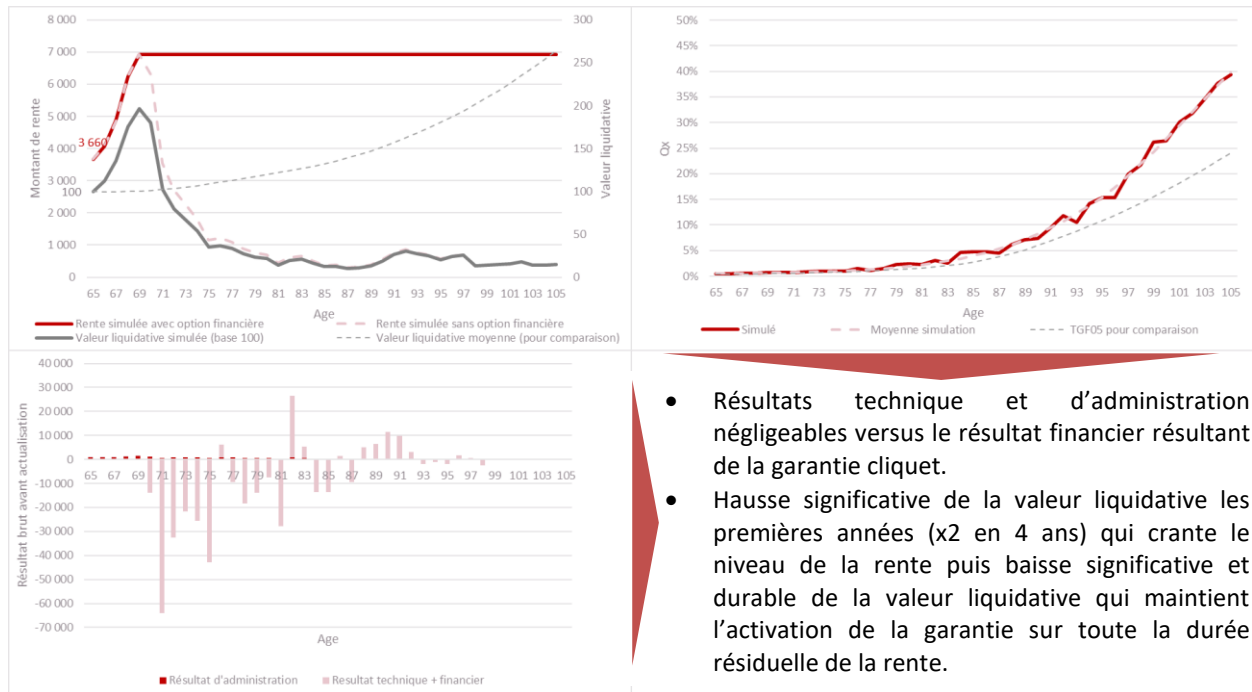 8 000
7 000
6 000
5 000
4 000
3 000
2 000
1 000
0
Montant de rente
3 660
100
300
250
200
150
100
50
0
Valeur liquidative
65 67 69 71 73 75 77 79 81 83 85 87 89 91 93 95 97 99 101 103 105
Age
Rente simulée avec option financière
Rente simulée sans option financière
Valeur liquidative simulée (base 100)
Valeur liquidative moyenne (pour comparaison)
50%
45%
40%
35%
30%
25%
20%
15%
10%
5%
0%
Qx
65 67 69 71 73 75 77 79 81 83 85 87 89 91 93 95 97 99 101 103 105
Age
Simulé
Moyenne simulation
TGF05 pour comparaison
40 000
30 000
20 000
10 000
0
-10 000
-20 000
-30 000
-40 000
-50 000
-60 000
-70 000
Résultat brut avant actualisation
65 67 69 71 73 75 77 79 81 83 85 87 89 91 93 95 97 99 101 103 105
Age
Résultat d'administration
Resultat technique + financier
• Résultats technique et d'administration
négligeables versus le résultat financier résultant
de la garantie cliquet.
• Hausse significative de la valeur liquidative les
premières années (x2 en 4 ans) qui crante le
niveau de la rente puis baisse significative et
durable de la valeur liquidative qui maintient
l'activation de la garantie sur toute la durée
résiduelle de la rente.